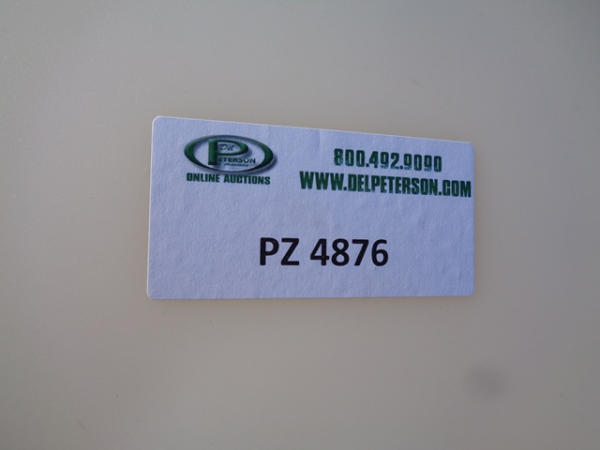 Del
PETERSON
ONLINE AUCTIONS
800.492.9090
WWW.DELPETERSON.COM
PZ 4876